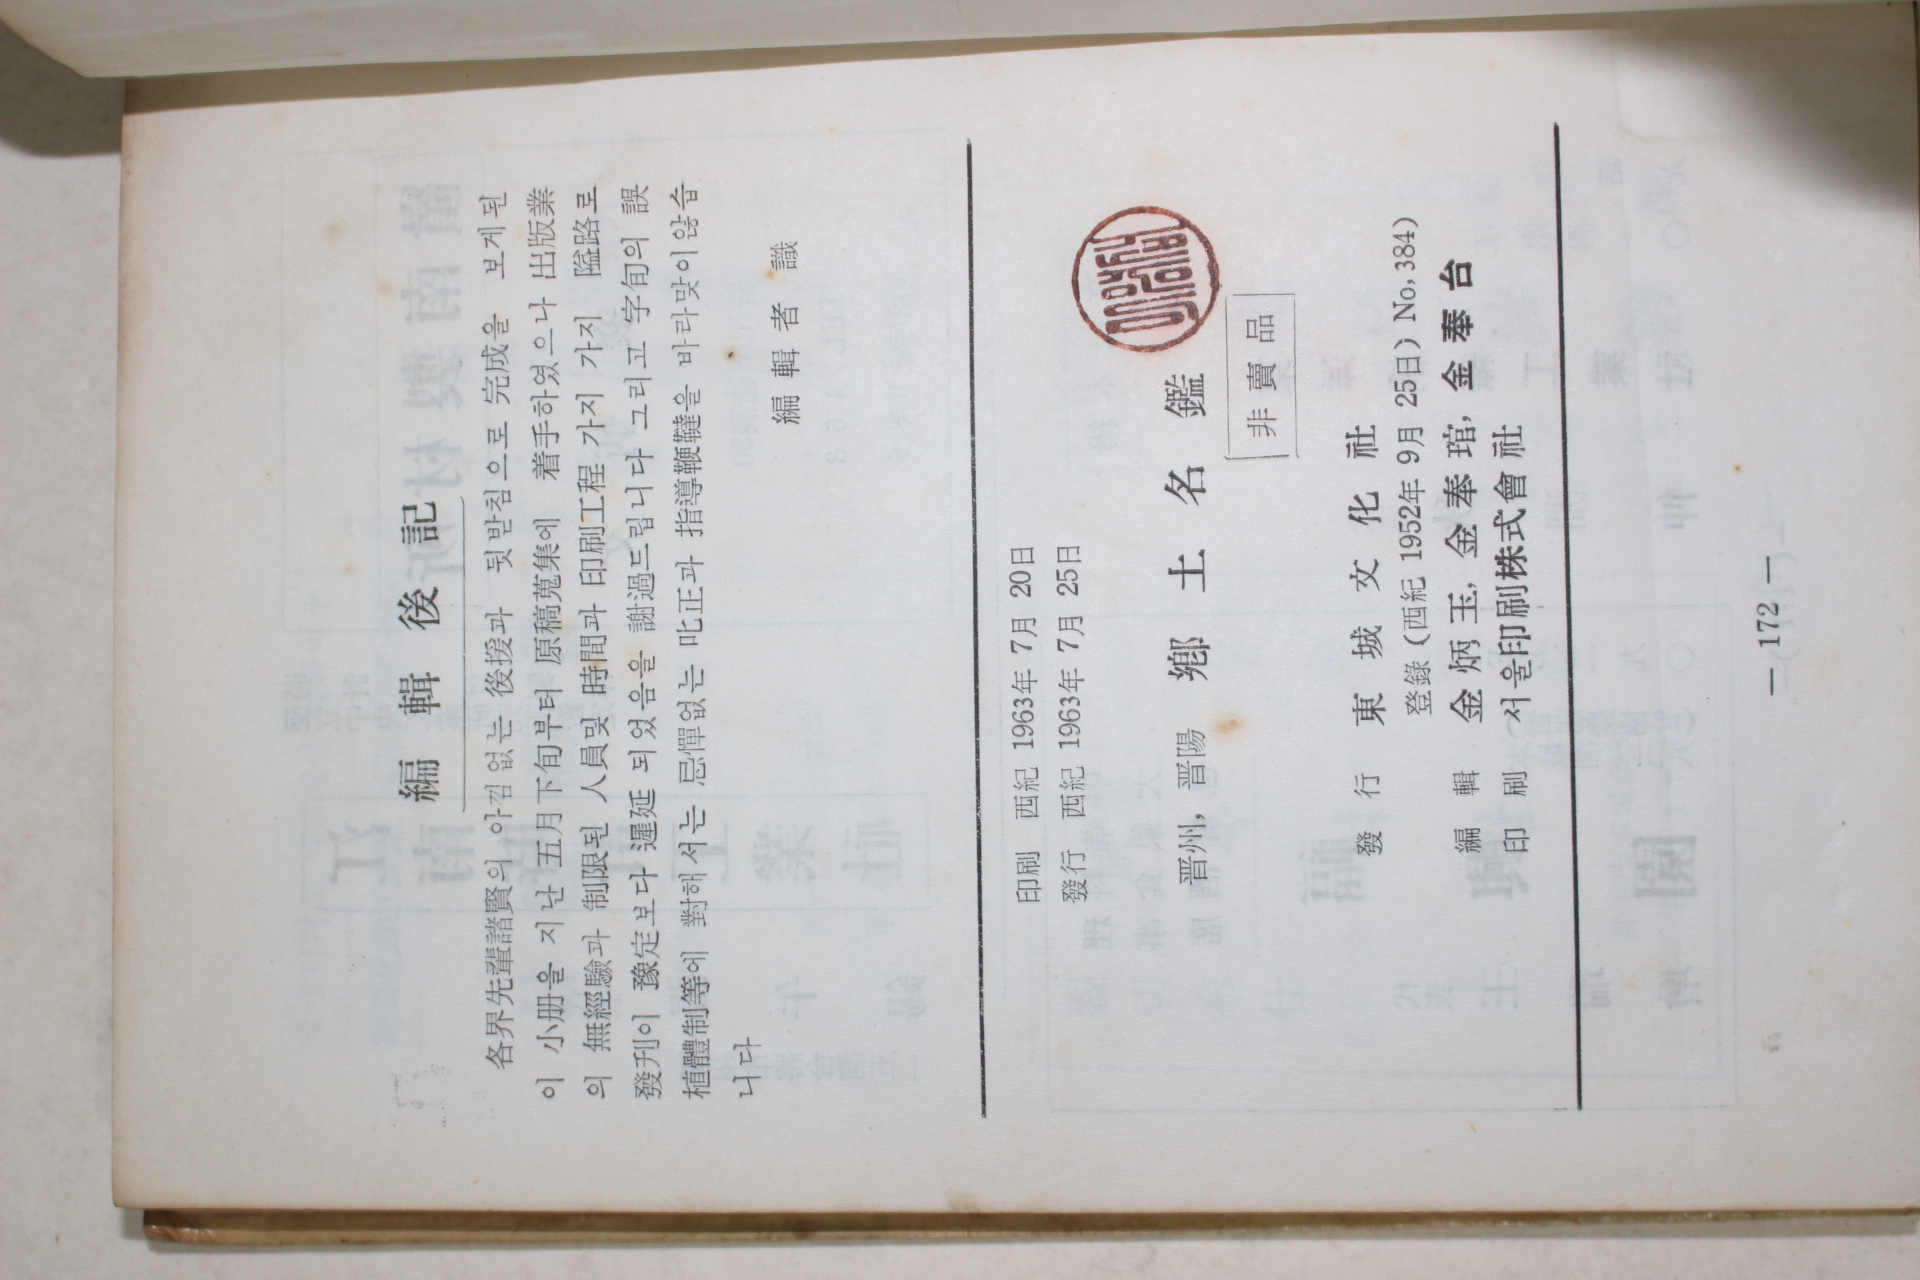 編輯後記
各界先輩諸賢의 아낌없는 後援과 뒷받침으로 完成을 보게된
이 小册을 지난 五月下旬부터 原稿蒐集에 着手하였으나 出版業
의 無經驗과 制限된 人員및 時間과 印刷工程 가지 가지 隘路로
發刋이 豫定보다 遲延 되었음을 謝過드립니다 그리고 字旬의 誤
植體制等에 對해서는 忌憚없는 叱正과 指導鞭韃을 바라맞이않습
니다
編輯者 識
印刷 西紀 1963年 7月 20日
發行 西紀 1963年 7月 25日
晋州, 晋陽 鄕土名鑑
非賣品
發行 東城文化社
登錄 (西紀 1952年 9月 25日) No, 384)
編輯 金炳玉, 金奉琯, 金奉台
印刷 서울印刷株式會社
— 172 —